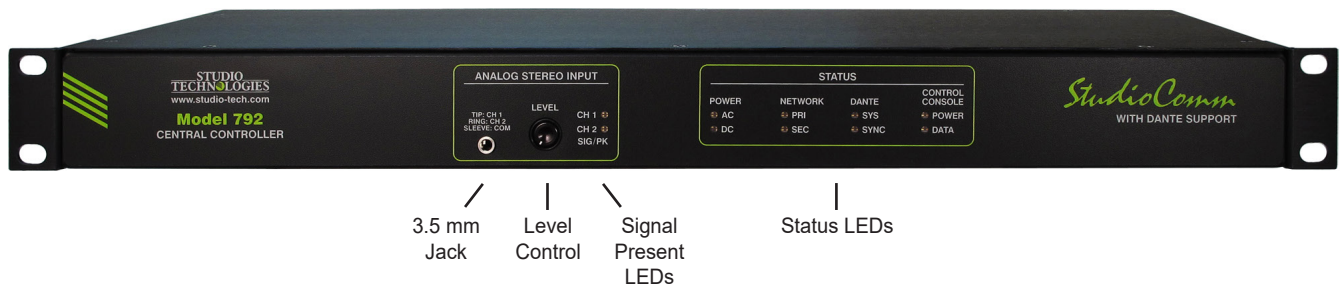 STUDIO
TECHNOLOGIES
www.studio-tech.com
Model 792
CENTRAL CONTROLLER
ANALOG STEREO INPUT
TIP: CH 1
RING: CH 2
SLEEVE: COM
LEVEL
CH 1
CH 2
SIG/PK
STATUS
POWER
AC
DC
NETWORK
PRI
SEC
DANTE
SYS
SYNC
CONTROL
CONSOLE
POWER
DATA
StudioComm
WITH DANTE SUPPORT
3.5 mm
Jack
Level
Control
Signal
Present
LEDs
Status LEDs